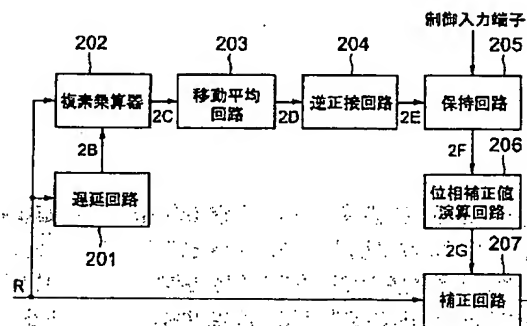 制御入力端子
202
203
204
205
複素乗算器
2C
移動平均
回路
2D
逆正接回路
2E
保持回路
2B
2F
206
遅延回路
位相補正値
演算回路
201
2G
207
R
補正回路